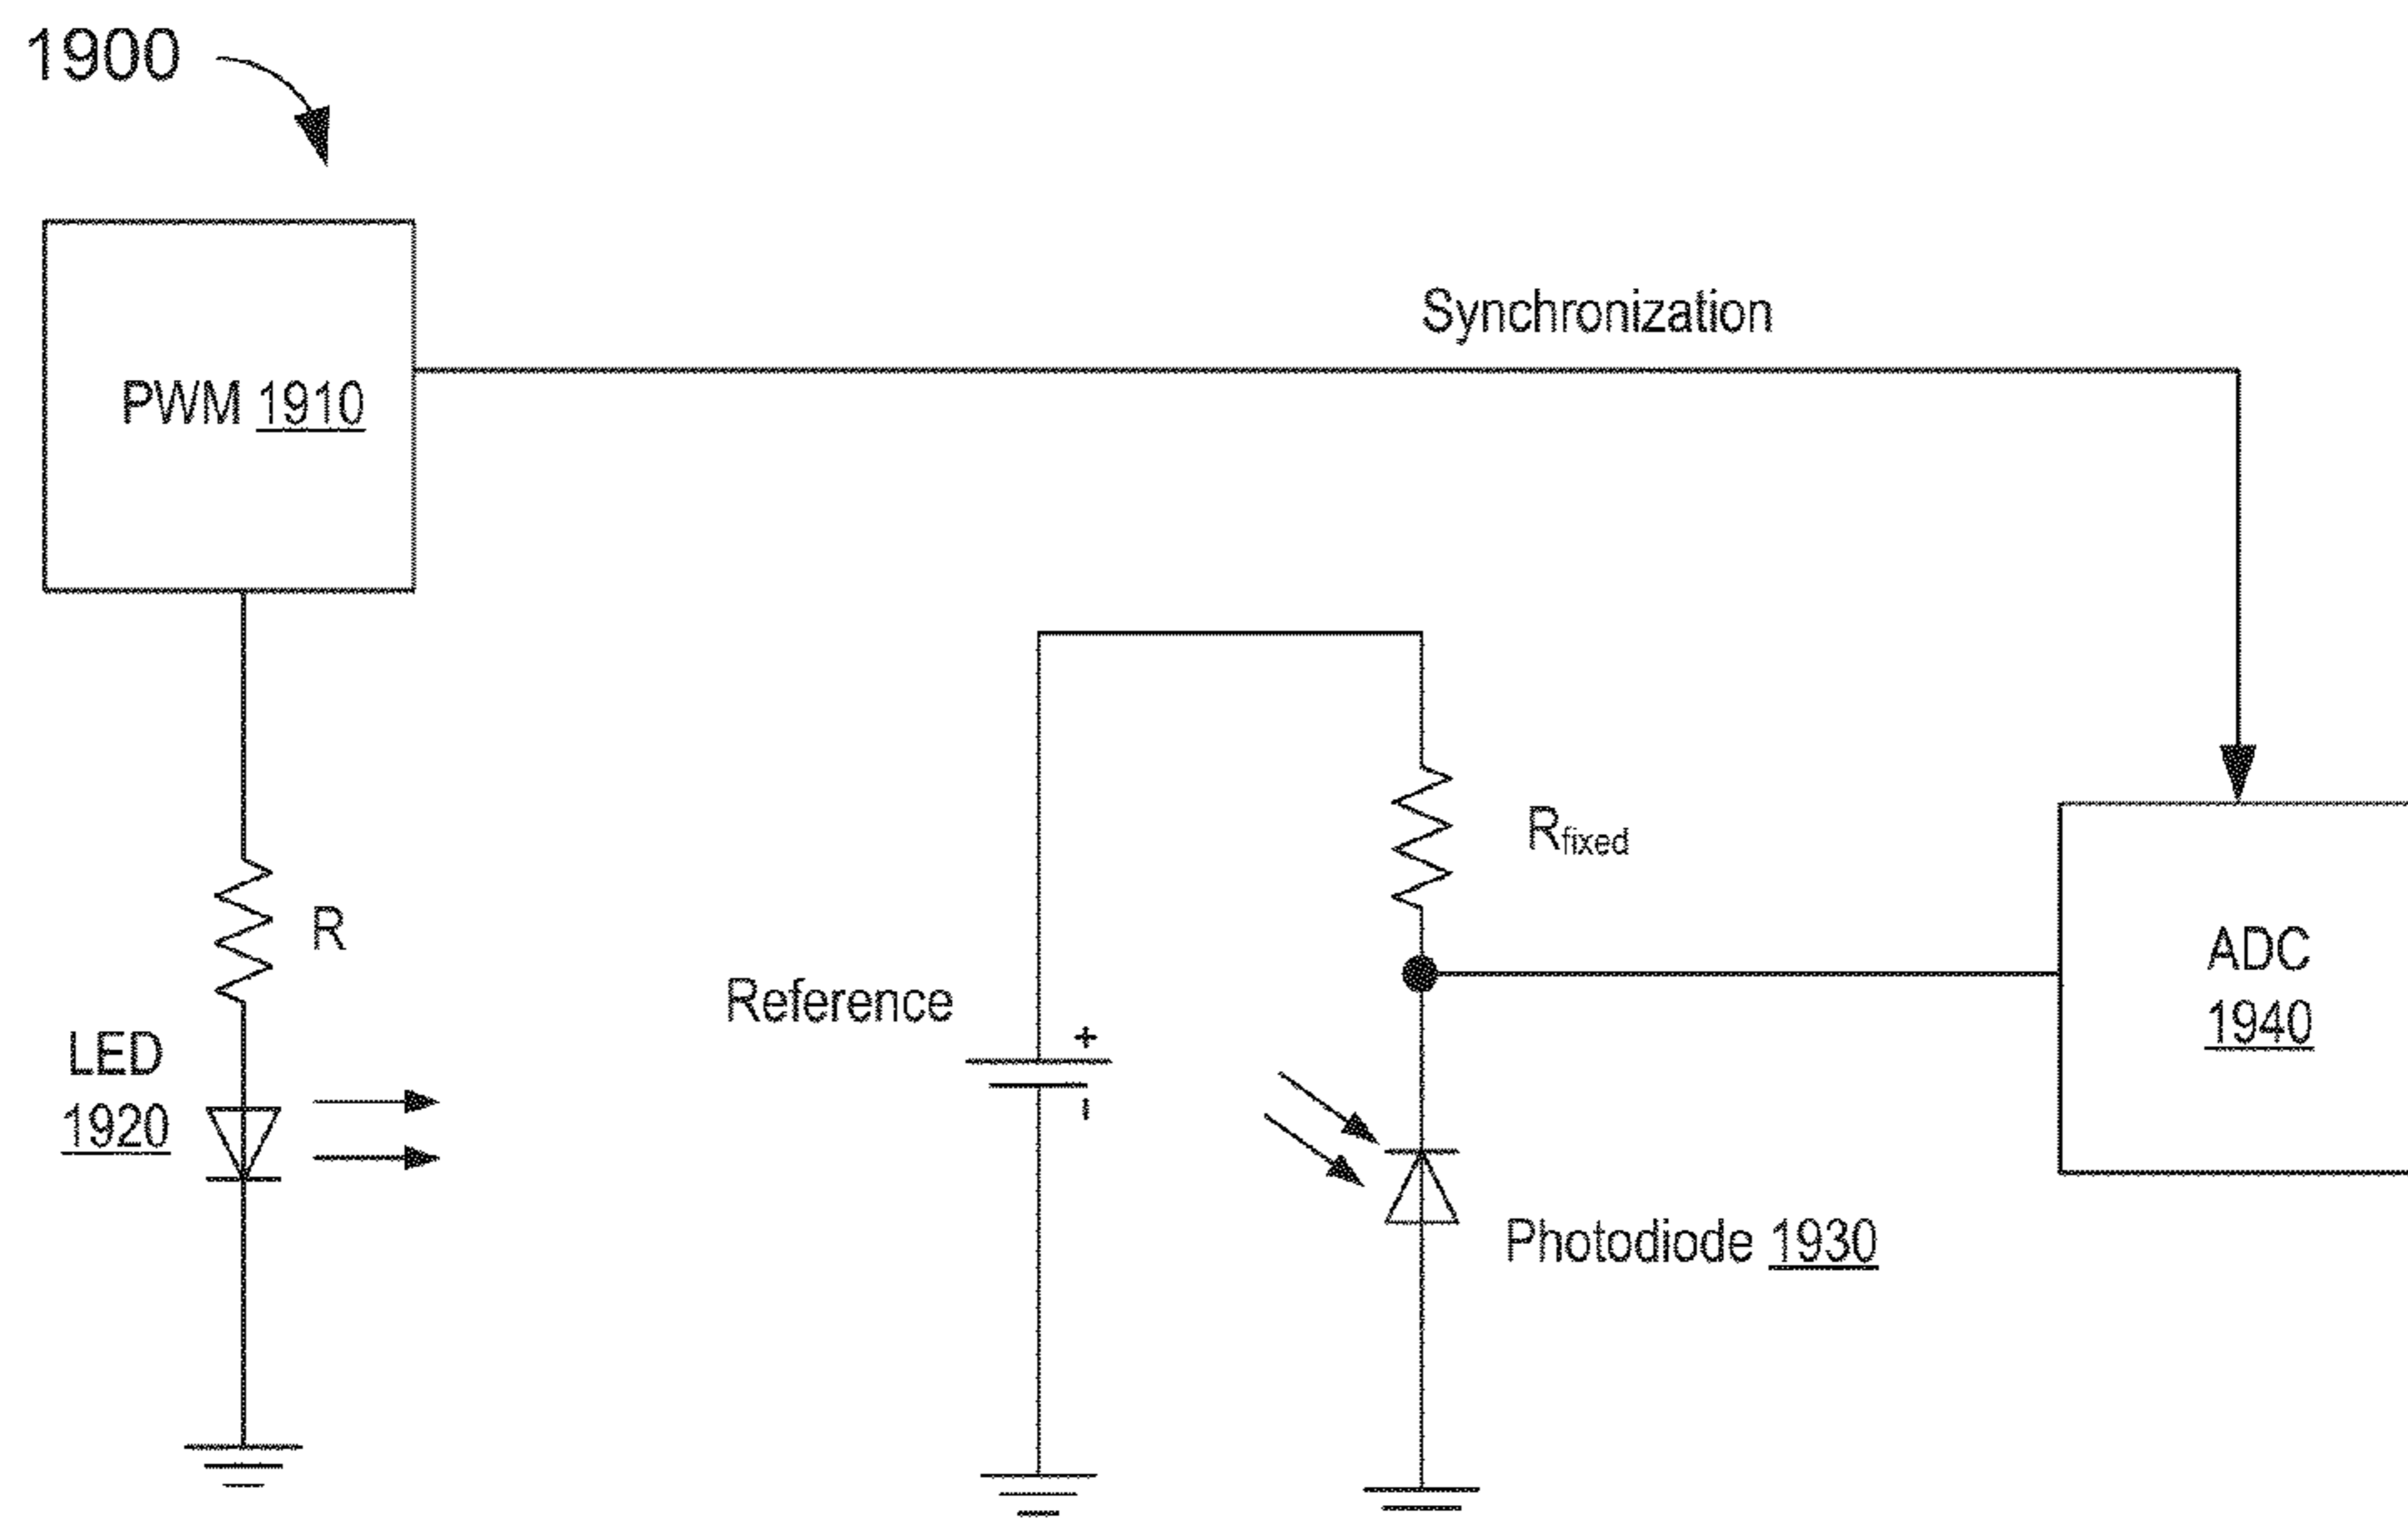 1900
Synchronization
PWM 1910
Rfixed
R
ADC
1940
Reference
+
-
LED
1920
Photodiode 1930